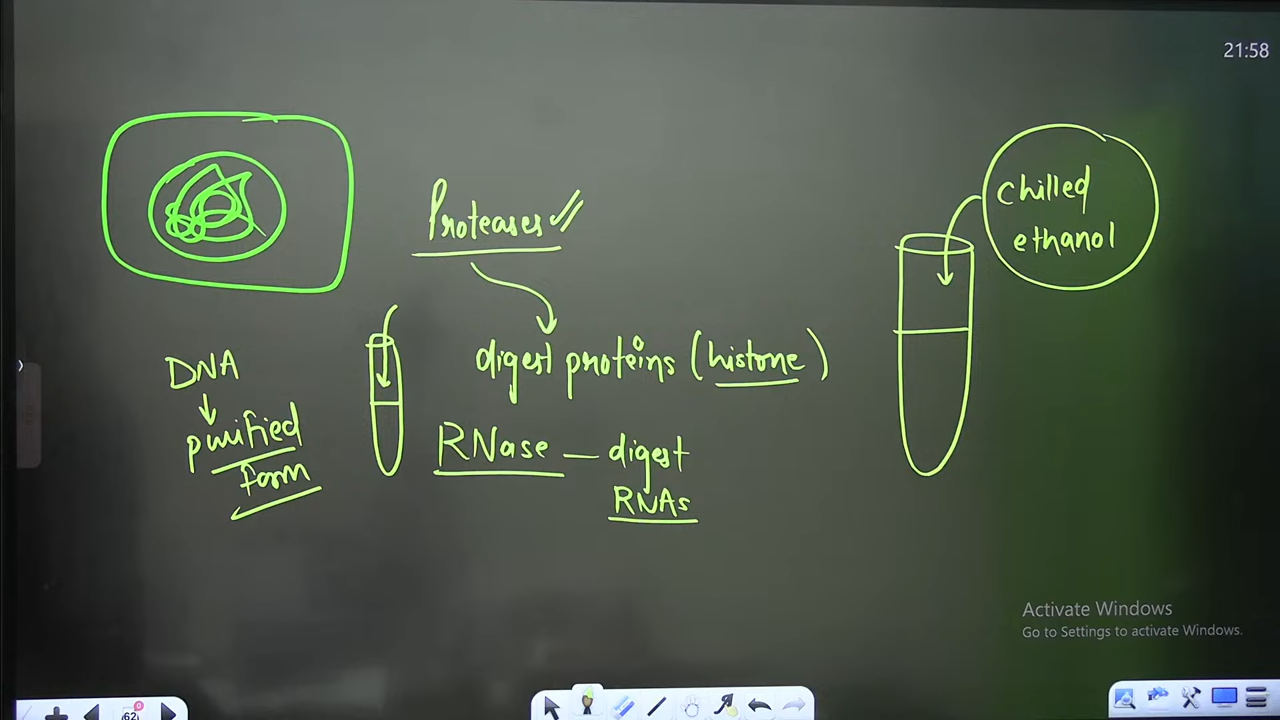 21:58
Proteases
chilled
ethanol
digest proteins (histone)
DNA
purified
form
RNase — digest
RNAs
Activate Windows
Go to Settings to activate Windows.
62